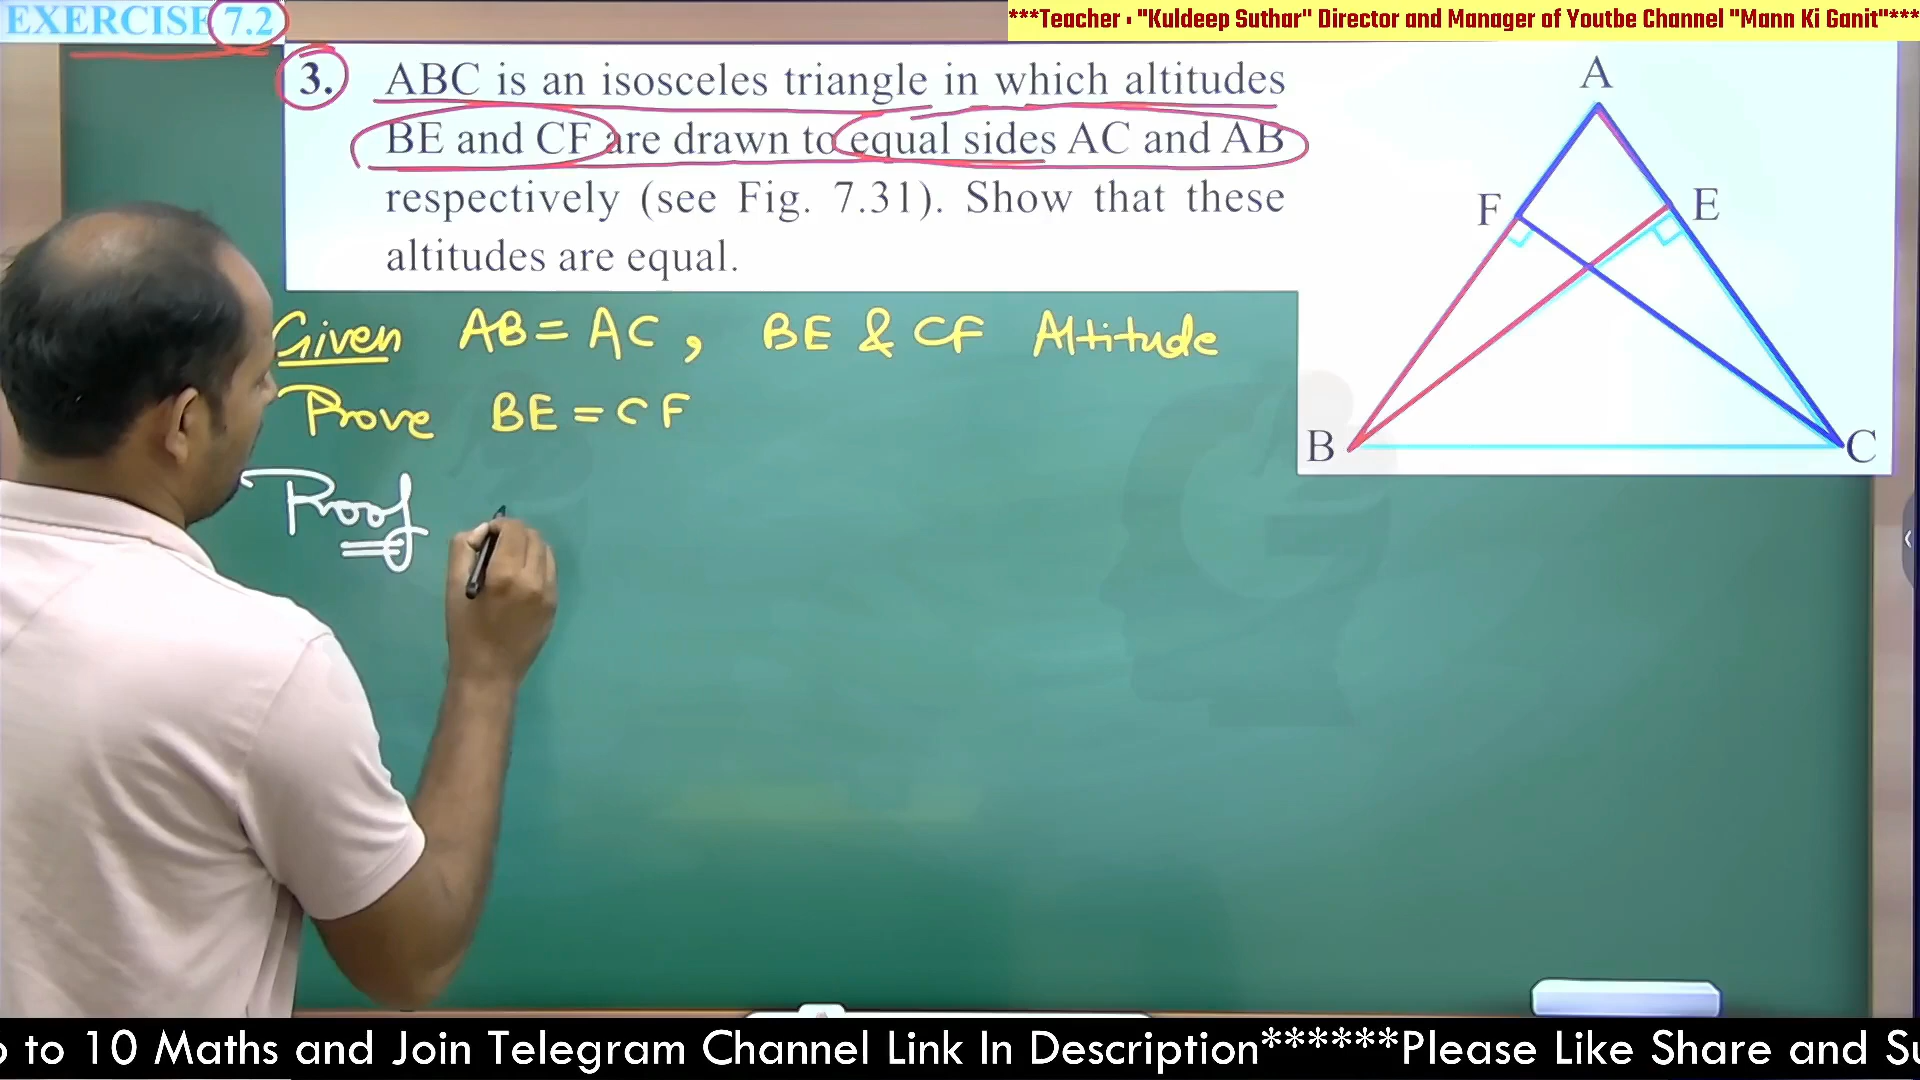 EXERCISE 7.2
***Teacher : "Kuldeep Suthar" Director and Manager of Youtbe Channel "Mann Ki Ganit"***
3. ABC is an isosceles triangle in which altitudes
BE and CF are drawn to equal sides AC and AB
respectively (see Fig. 7.31). Show that these
altitudes are equal.
A
F
E
B
C
Given AB = AC , BE & CF Altitude
Prove BE = CF
Proof
to 10 Maths and Join Telegram Channel Link In Description******Please Like Share and